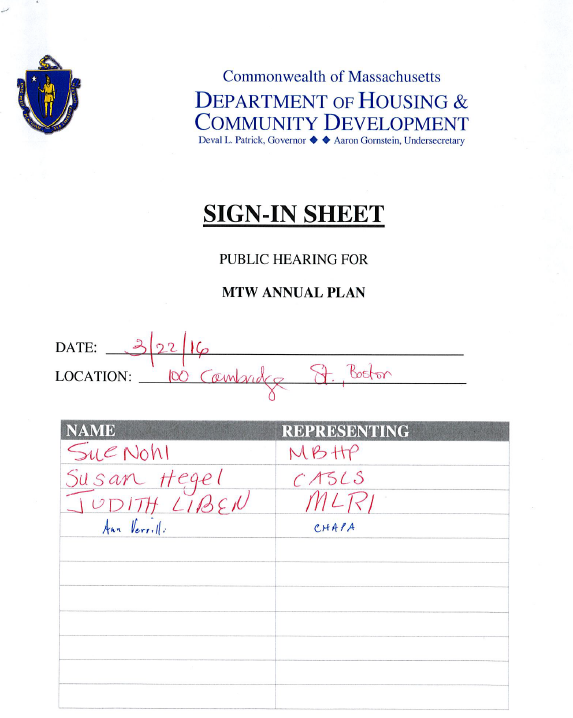 Commonwealth of Massachusetts
DEPARTMENT OF HOUSING &
COMMUNITY DEVELOPMENT
Deval L. Patrick, Governor ◆ ◆ Aaron Gornstein, Undersecretary
SIGN-IN SHEET
PUBLIC HEARING FOR
MTW ANNUAL PLAN
DATE: 3/22/16
LOCATION: 100 Cambridge St. Boston
NAME REPRESENTING
Sue Nohl MBHP
Susan Hegel CASLS
JUDITH LIBEN MLRI
Ann Verrilli CHAPA